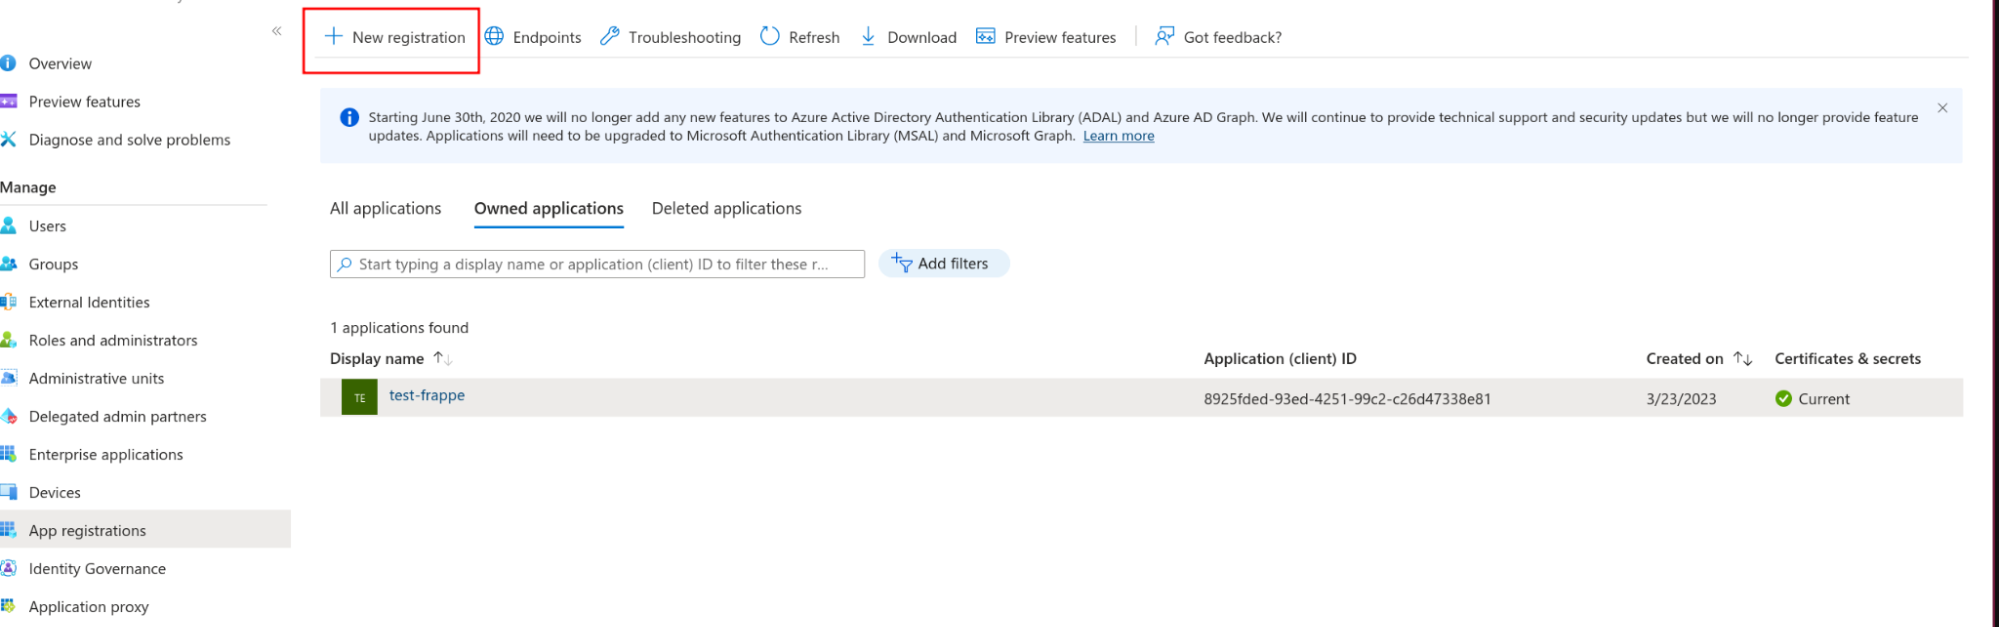 «
New registration
Endpoints
Troubleshooting
Refresh
Download
Preview features
Got feedback?
Overview
Preview features
Diagnose and solve problems
Manage
Users
Groups
External Identities
Roles and administrators
Administrative units
Delegated admin partners
Enterprise applications
Devices
App registrations
Identity Governance
Application proxy
Starting June 30th, 2020 we will no longer add any new features to Azure Active Directory Authentication Library (ADAL) and Azure AD Graph. We will continue to provide technical support and security updates but we will no longer provide feature
updates. Applications will need to be upgraded to Microsoft Authentication Library (MSAL) and Microsoft Graph. Learn more
All applications
Owned applications
Deleted applications
Start typing a display name or application (client) ID to filter these r...
Add filters
1 applications found
Display name ↑↓
Application (client) ID
Created on ↑↓
Certificates & secrets
TE
test-frappe
8925fded-93ed-4251-99c2-c26d47338e81
3/23/2023
Current